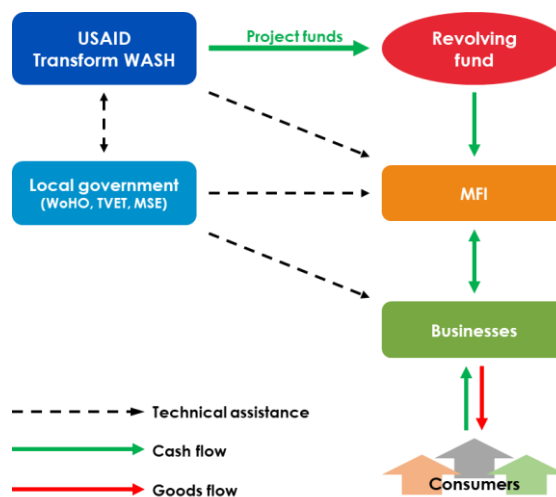 USAID
Transform WASH
Project funds
Revolving
fund
Local government
(WoHO, TVET, MSE)
MFI
Businesses
Technical assistance
Cash flow
Goods flow
Consumers